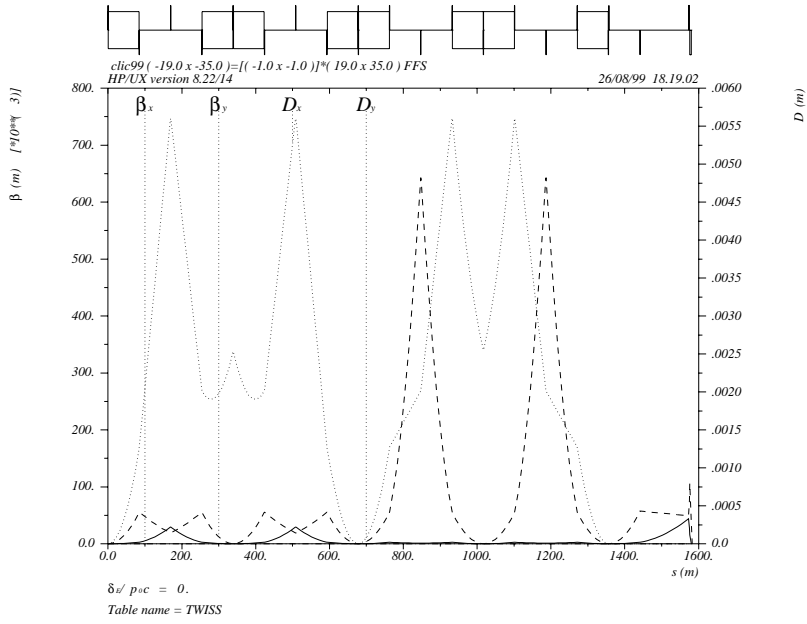 clic99 ( -19.0 x -35.0 )=[( -1.0 x -1.0 )]*( 19.0 x 35.0 ) FFS
HP/UX version 8.22/14 26/08/99 18.19.02
β (m) [*10**( 3)]
D (m)
βx βy Dx Dy
800.
700.
600.
500.
400.
300.
200.
100.
0.0
.0060
.0055
.0050
.0045
.0040
.0035
.0030
.0025
.0020
.0015
.0010
.0005
0.0
0.0 200. 400. 600. 800. 1000. 1200. 1400. 1600.
s (m)
δE/ p0c = 0.
Table name = TWISS